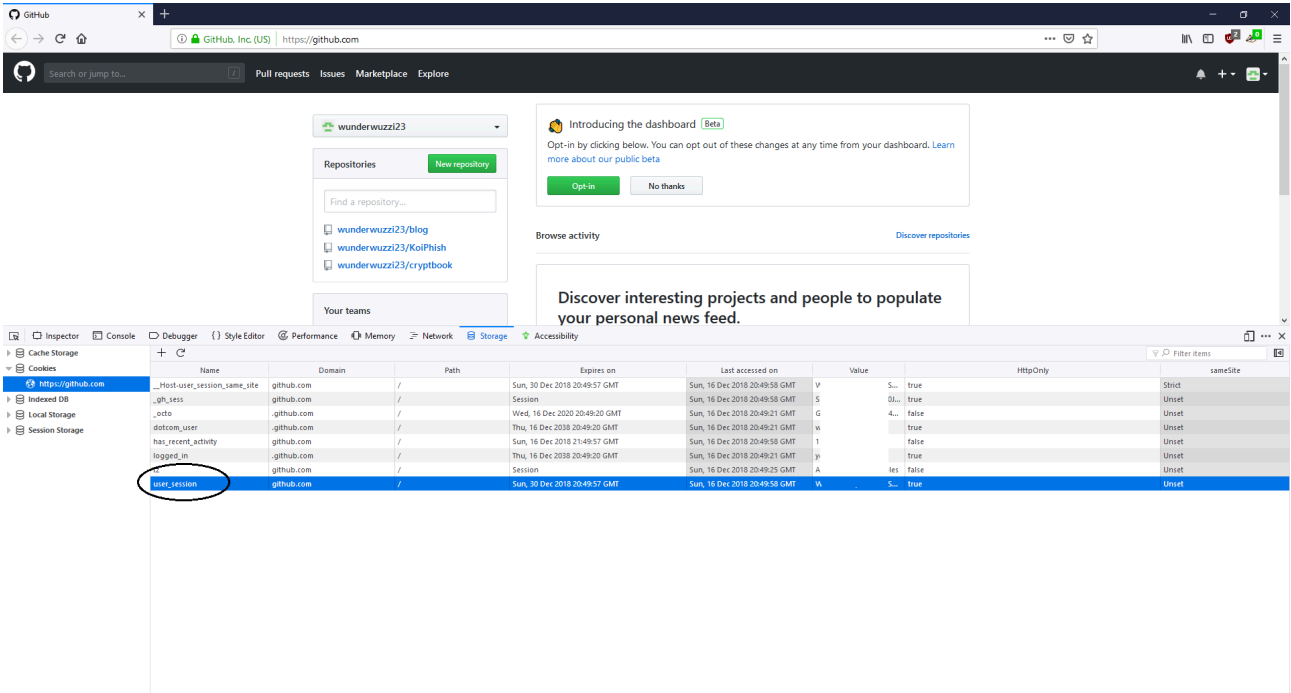 GitHub
GitHub, Inc. (US) https://github.com
Search or jump to... /
Pull requests Issues Marketplace Explore
wunderwuzzi23
Repositories New repository
Find a repository...
wunderwuzzi23/blog
wunderwuzzi23/KoiPhish
wunderwuzzi23/cryptbook
Your teams
Introducing the dashboard Beta
Opt-in by clicking below. You can opt out of these changes at any time from your dashboard. Learn
more about our public beta
Opt-in No thanks
Browse activity Discover repositories
Discover interesting projects and people to populate
your personal news feed.
Inspector Console Debugger {} Style Editor Performance Memory Network Storage Accessibility
Cache Storage
Cookies
https://github.com
Indexed DB
Local Storage
Session Storage
Filter items
Name Domain Path Expires on Last accessed on Value HttpOnly sameSite
__Host-user_session_same_site github.com / Sun, 30 Dec 2018 20:49:57 GMT Sun, 16 Dec 2018 20:49:58 GMT S... true Strict
_gh_sess github.com / Session Sun, 16 Dec 2018 20:49:58 GMT S 0J... true Unset
_octo .github.com / Wed, 16 Dec 2020 20:49:20 GMT Sun, 16 Dec 2018 20:49:21 GMT G 4... false Unset
dotcom_user .github.com / Thu, 16 Dec 2038 20:49:20 GMT Sun, 16 Dec 2018 20:49:21 GMT w true Unset
has_recent_activity github.com / Sun, 16 Dec 2018 21:49:57 GMT Sun, 16 Dec 2018 20:49:58 GMT 1 false Unset
logged_in .github.com / Thu, 16 Dec 2038 20:49:20 GMT Sun, 16 Dec 2018 20:49:21 GMT true Unset
github.com / Session Sun, 16 Dec 2018 20:49:25 GMT A les false Unset
user_session github.com / Sun, 30 Dec 2018 20:49:57 GMT Sun, 16 Dec 2018 20:49:58 GMT S... true Unset